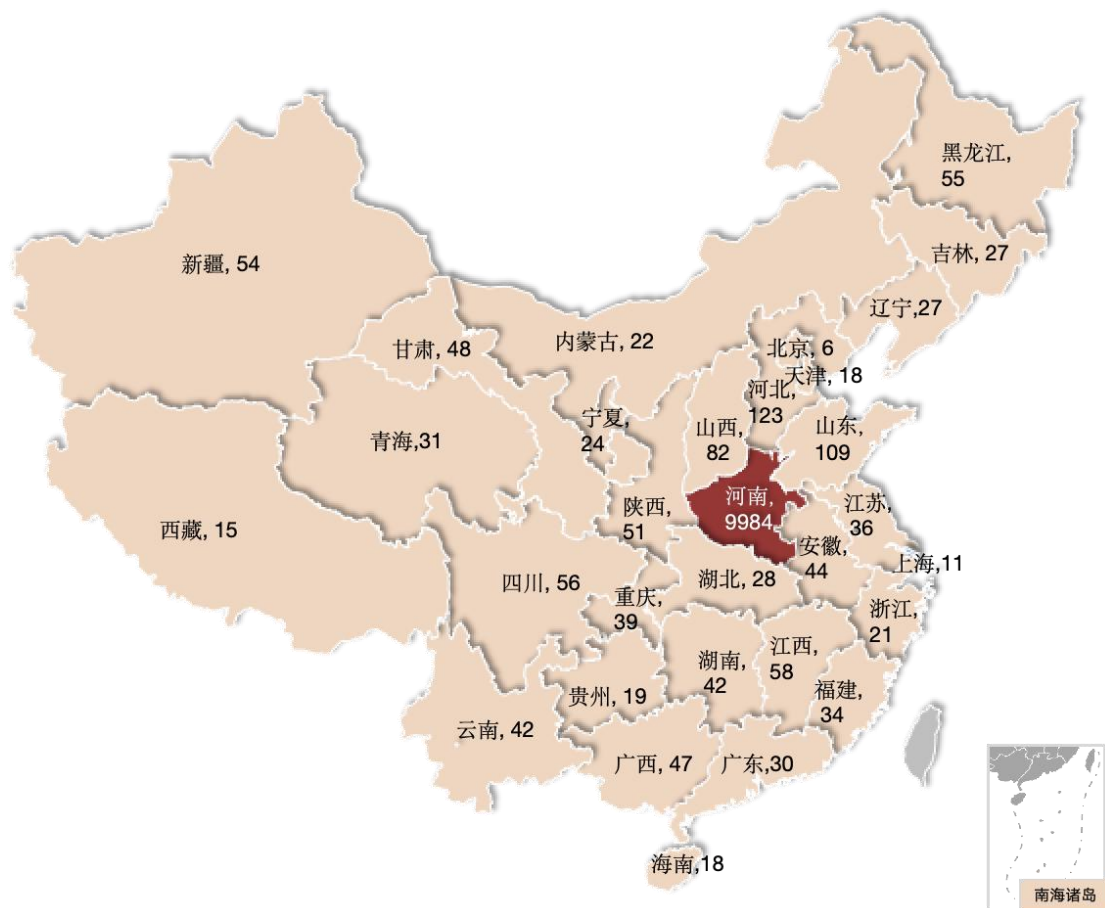 黑龙江,
55
吉林, 27
新疆, 54
辽宁,27
内蒙古, 22
甘肃, 48
北京, 6
天津, 18
河北,
123
宁夏,
24
山西,
82
山东,
109
青海,31
河南,
9984
陕西,
51
江苏,
36
西藏, 15
安徽,
44
上海,11
四川, 56
湖北, 28
重庆,
39
浙江,
21
湖南,
42
江西,
58
贵州, 19
福建,
34
云南, 42
广西, 47
广东,30
海南,18
南海诸岛